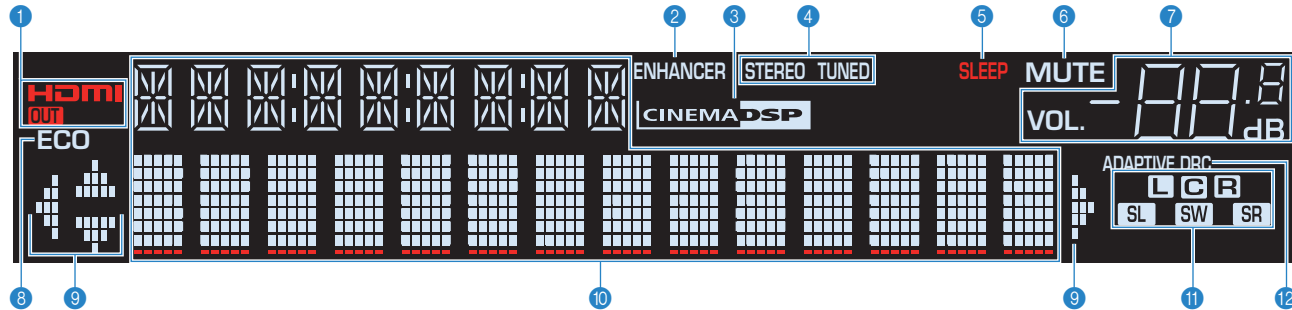 1 2 3 4 5 6 7
HDMI ENHANCER STEREO TUNED SLEEP MUTE
OUT CINEMA DSP VOL. dB
ECO ADAPTIVE DRC
L C R
SL SW SR
8 9 10 9 11 12